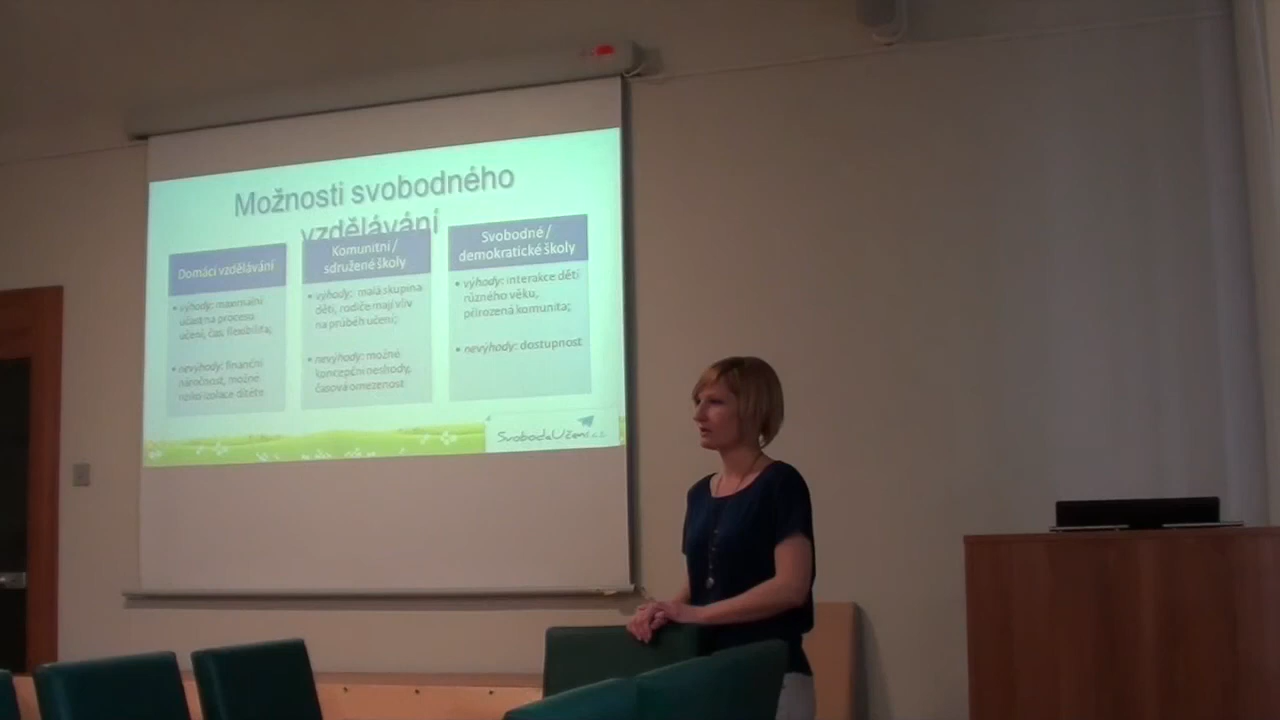 Možnosti svobodného
vzdělávání
Domácí vzdělávání
• výhody: maximální
účast na procesu
učení, čas, flexibilita;
• nevýhody: finanční
náročnost, možné
riziko izolace dítěte
Komunitní /
sdružené školy
• výhody: malá skupina
dětí, rodiče mají vliv
na průběh učení;
• nevýhody: možné
koncepční neshody,
časová omezenost
Svobodné /
demokratické školy
• výhody: interakce dětí
různého věku,
přirozená komunita;
• nevýhody: dostupnost
SvobodaUčení.cz